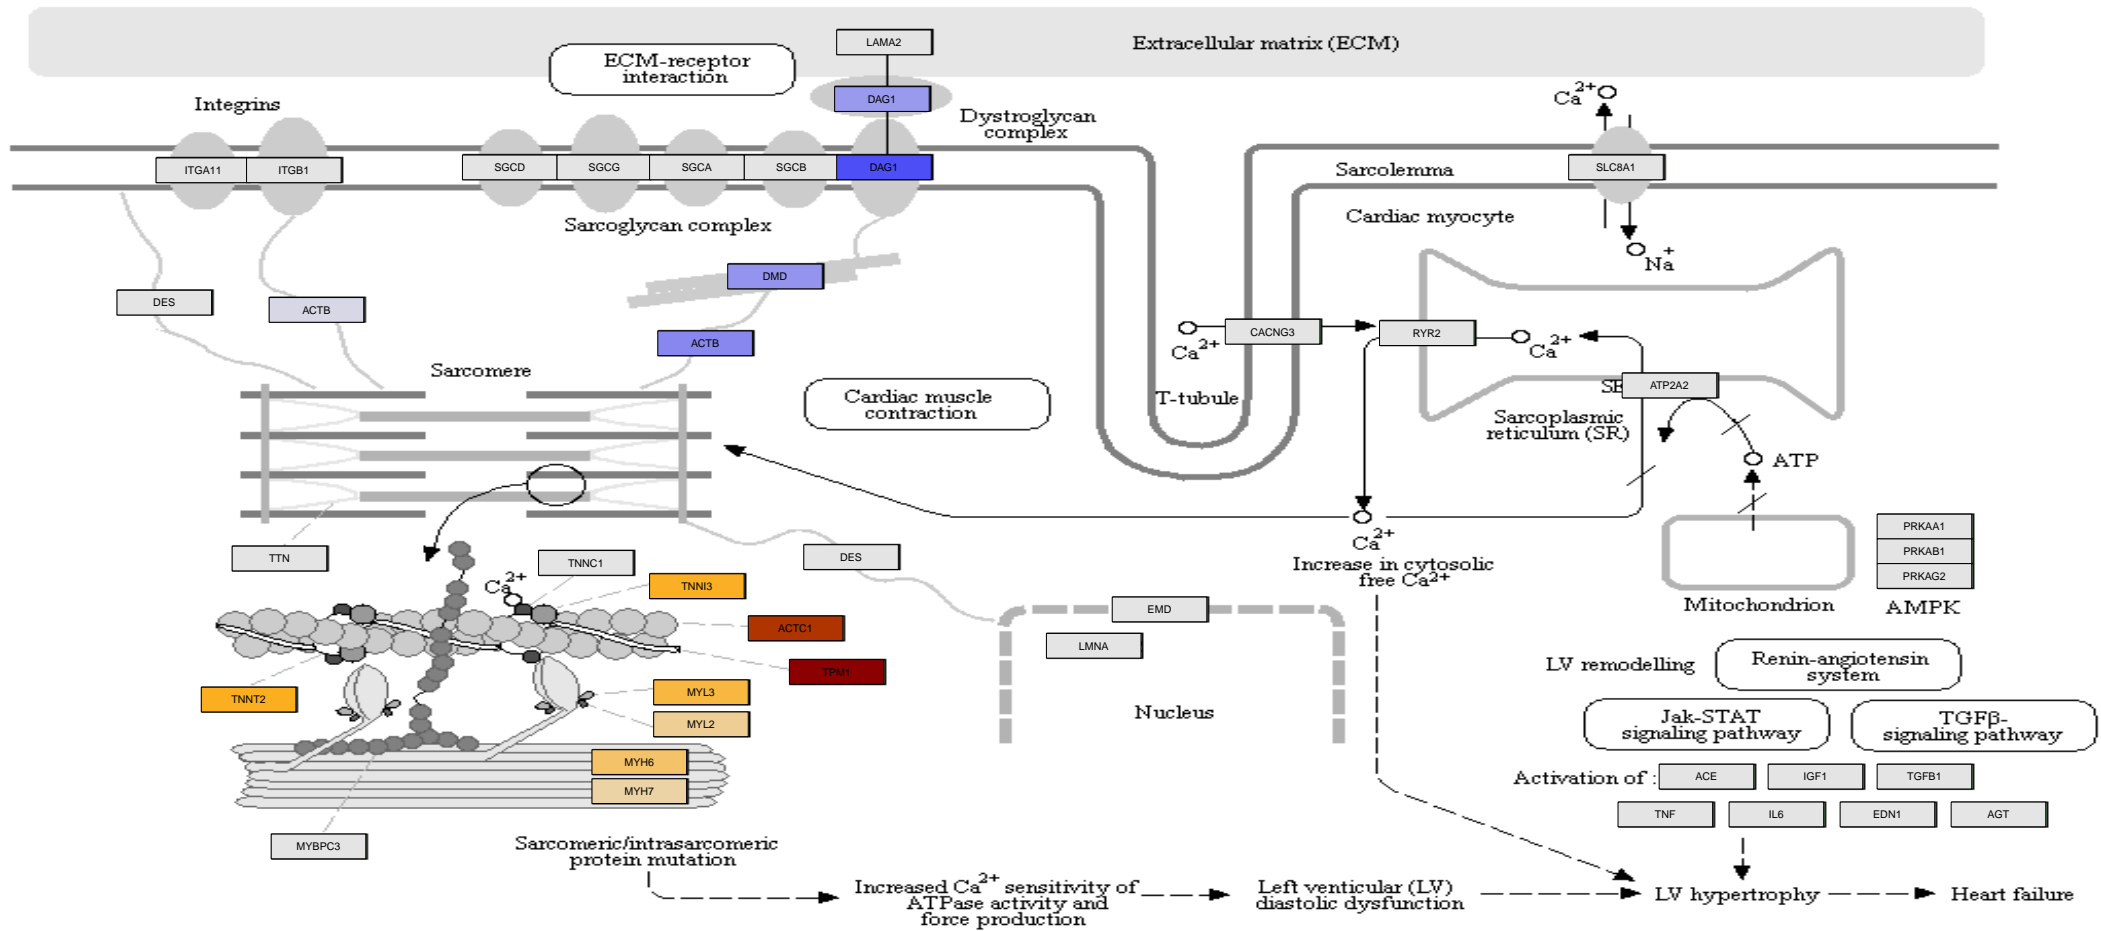 LAMA2
Extracellular matrix (ECM)
ECM-receptor
interaction
Integrins
DAG1
Dystroglycan
complex
Ca2+
ITGA11
ITGB1
SGCD
SGCG
SGCA
SGCB
DAG1
Sarcolemma
SLC8A1
Sarcoglycan complex
Cardiac myocyte
Na+
DMD
DES
ACTB
ACTB
CACNG3
RYR2
Ca2+
Ca2+
Sarcomere
ATP2A2
SE
T-tubule
Cardiac muscle
contraction
Sarcoplasmic
reticulum (SR)
ATP
TTN
TNNC1
DES
Ca2+
Increase in cytosolic
free Ca2+
PRKAA1
PRKAB1
PRKAG2
Mitochondrion
AMPK
Ca2+
TNNI3
ACTC1
EMD
LMNA
TPM1
TNNT2
MYL3
MYL2
Nucleus
LV remodelling
Renin-angiotensin
system
Jak-STAT
signaling pathway
TGFβ-
signaling pathway
MYH6
MYH7
Activation of :
ACE
IGF1
TGFB1
TNF
IL6
EDN1
AGT
MYBPC3
Sarcomeric/intrasarcomeric
protein mutation
Increased Ca2+ sensitivity of
ATPase activity and
force production
Left venticular (LV)
diastolic dysfunction
LV hypertrophy
Heart failure